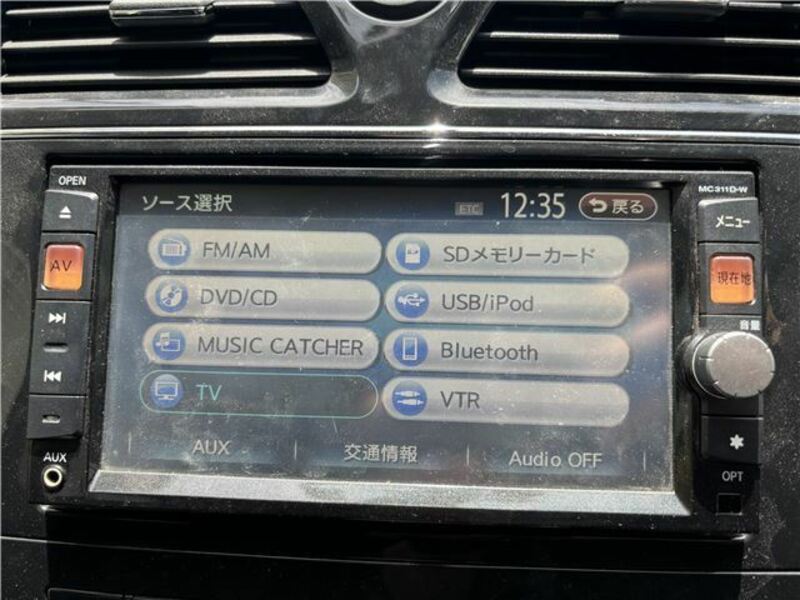 OPEN
MC311D-W
ソース選択
ETC
12:35
戻る
メニュー
AV
FM/AM
SDメモリーカード
現在地
DVD/CD
USB/iPod
音量
MUSIC CATCHER
Bluetooth
TV
VTR
AUX
AUX
交通情報
Audio OFF
OPT